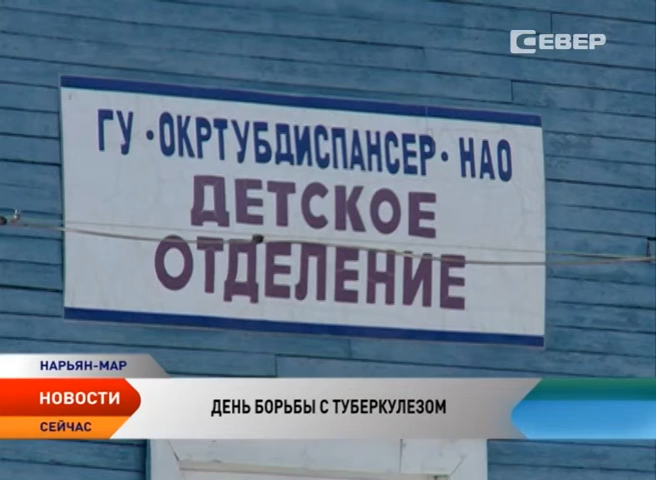 СЕВЕР
ГУ · ОКРТУБДИСПАНСЕР · НАО
ДЕТСКОЕ
ОТДЕЛЕНИЕ
НАРЬЯН-МАР
НОВОСТИ
СЕЙЧАС
ДЕНЬ БОРЬБЫ С ТУБЕРКУЛЕЗОМ